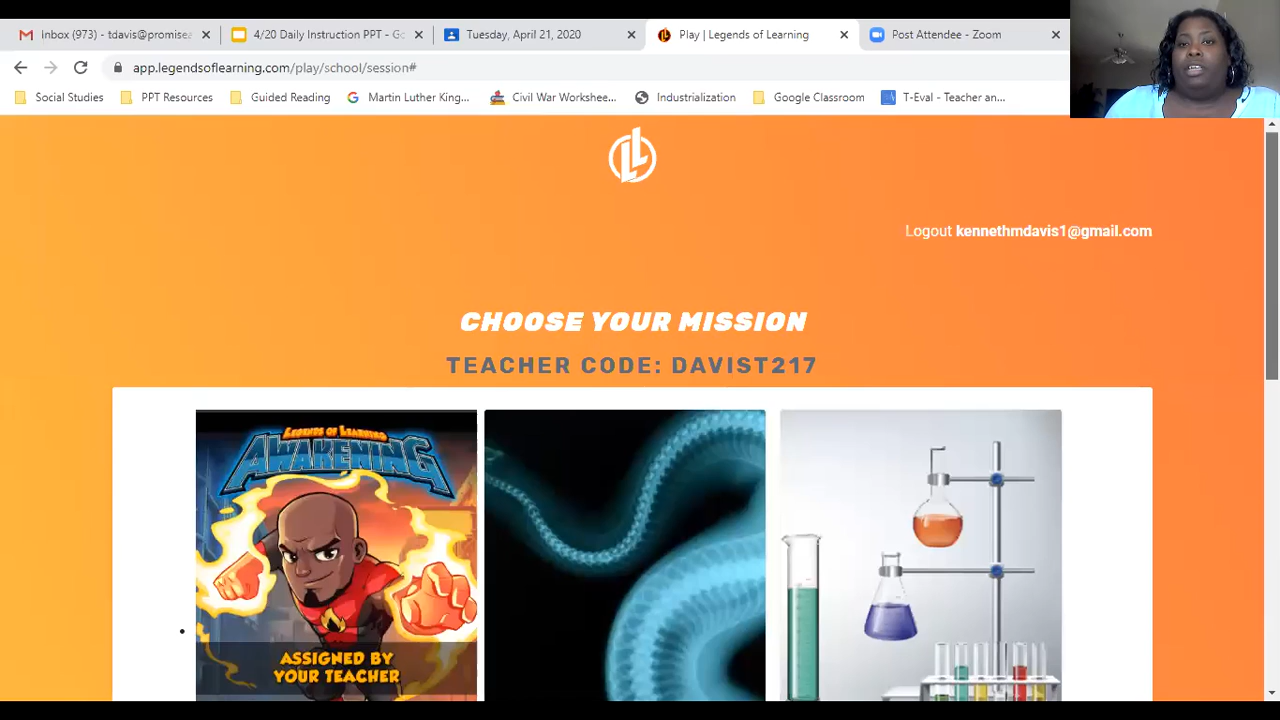 Inbox (973) - tdavis@promisea
4/20 Daily Instruction PPT - Go
Tuesday, April 21, 2020
Play | Legends of Learning
Post Attendee - Zoom
app.legendsoflearning.com/play/school/session#
Social Studies
PPT Resources
Guided Reading
Martin Luther King...
Civil War Workshee...
Industrialization
Google Classroom
T-Eval - Teacher an...
LL
Logout kennethmdavis1@gmail.com
CHOOSE YOUR MISSION
TEACHER CODE: DAVIST217
LEGENDS OF LEARNING
AWAKENING
ASSIGNED BY
YOUR TEACHER